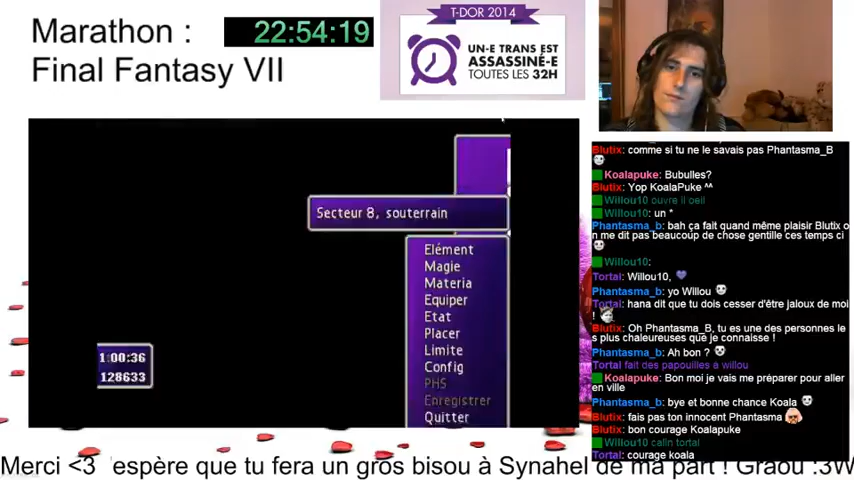 Marathon :
Final Fantasy VII
22:54:19
T-DOR 2014
UN-E TRANS EST
ASSASSINÉ-E
TOUTES LES 32H
Secteur 8, souterrain
Elément
Magie
Materia
Equiper
Etat
Placer
Limite
Config
PHS
Enregistrer
Quitter
1:00:36
128633
Blutix: comme si tu ne le savais pas Phantasma_B
Koalapuke: Bubulles?
Blutix: Yop KoalaPuke ^^
Willou10 ouvre il oeil
Willou10: un *
Phantasma_b: bah ça fait quand même plaisir Blutix o
n me dit pas beaucoup de chose gentille ces temps ci
Willou10:
Tortal: Willou10,
Phantasma_b: yo Willou
Tortal: hana dit que tu dois cesser d'être jaloux de moi
!
Blutix: Oh Phantasma_B, tu es une des personnes le
s plus chaleureuses que je connaisse !
Phantasma_b: Ah bon ?
Tortal fait des papouilles à willou
Koalapuke: Bon moi je vais me préparer pour aller
en ville
Phantasma_b: bye et bonne chance Koala
Blutix: fais pas ton innocent Phantasma
Blutix: bon courage Koalapuke
Willou10 calin tortal
Tortal: courage koala
Merci <3 'espère que tu fera un gros bisou à Synahel de ma part ! Graou :3W